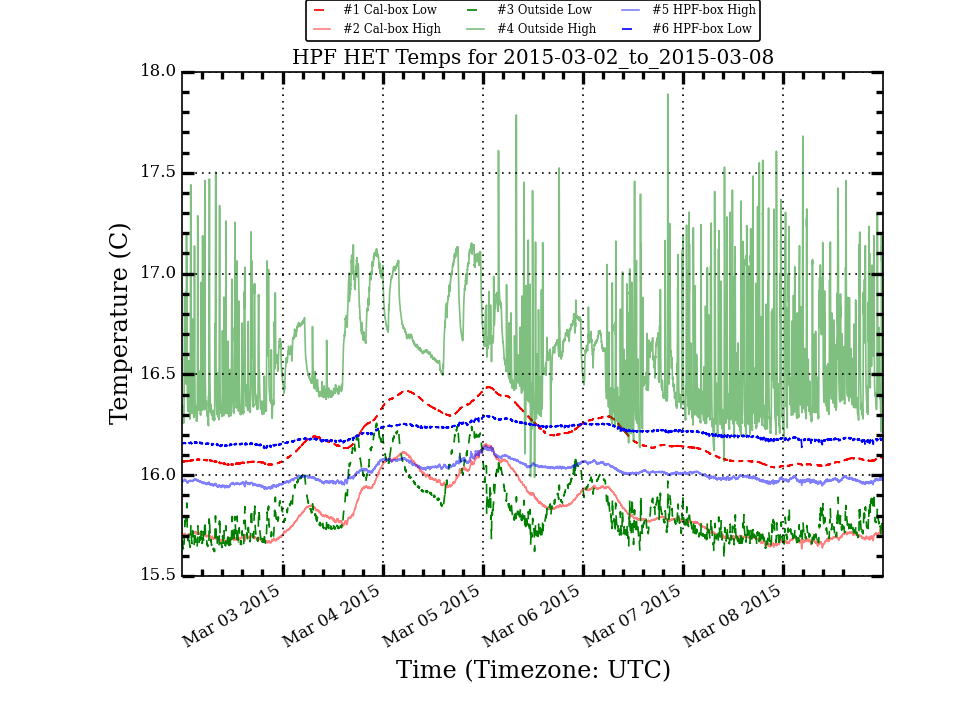 #1 Cal-box Low #3 Outside Low #5 HPF-box High
#2 Cal-box High #4 Outside High #6 HPF-box Low
HPF HET Temps for 2015-03-02_to_2015-03-08
18.0
17.5
17.0
16.5
16.0
15.5
Temperature (C)
Mar 03 2015 Mar 04 2015 Mar 05 2015 Mar 06 2015 Mar 07 2015 Mar 08 2015
Time (Timezone: UTC)